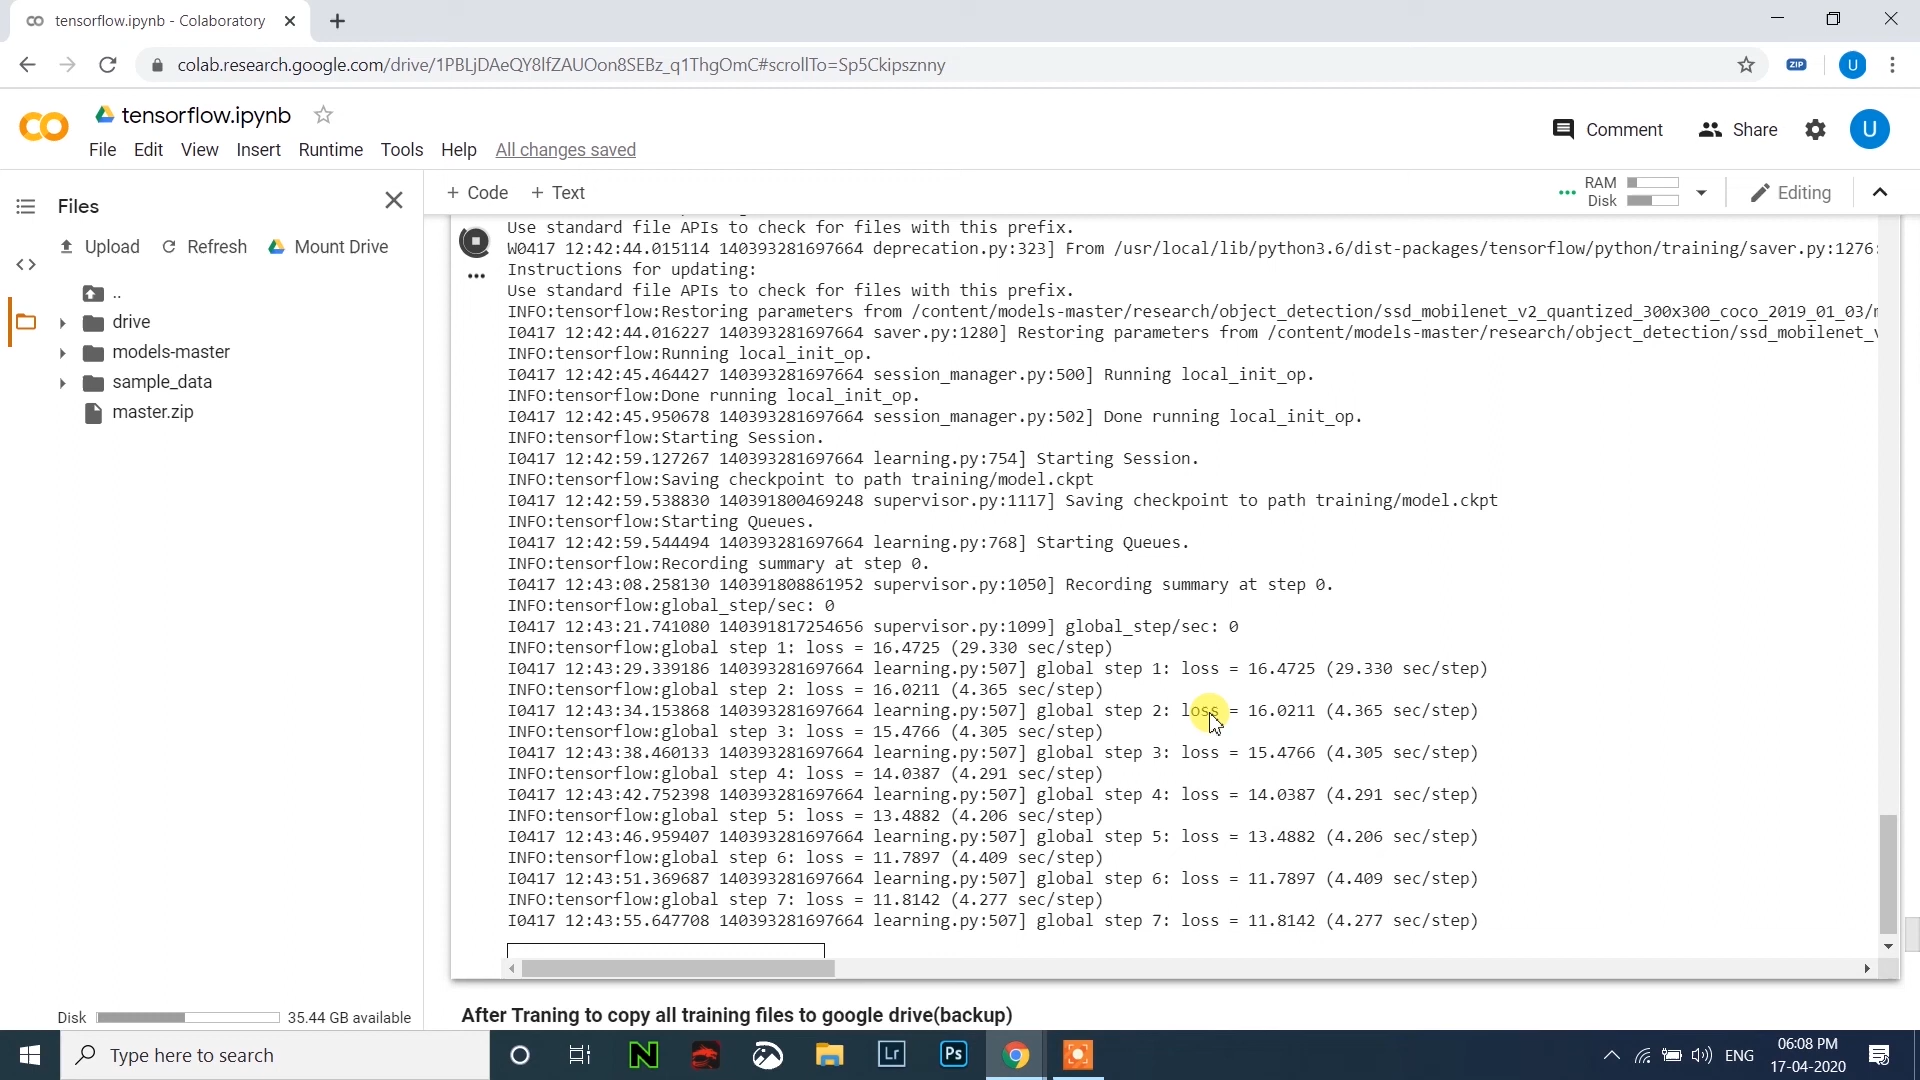 tensorflow.ipynb - Colaboratory
colab.research.google.com/drive/1PBLjDAeQY8lfZAUOon8SEBz_q1ThgOmC#scrollTo=Sp5Ckipsznny
ZIP
U
tensorflow.ipynb
Comment
Share
U
File Edit View Insert Runtime Tools Help All changes saved
Files
+ Code + Text
RAM
Disk
Editing
Upload Refresh Mount Drive
..
drive
models-master
sample_data
master.zip
Use standard file APIs to check for files with this prefix.
W0417 12:42:44.015114 140393281697664 deprecation.py:323] From /usr/local/lib/python3.6/dist-packages/tensorflow/python/training/saver.py:1276:
Instructions for updating:
Use standard file APIs to check for files with this prefix.
INFO:tensorflow:Restoring parameters from /content/models-master/research/object_detection/ssd_mobilenet_v2_quantized_300x300_coco_2019_01_03/
I0417 12:42:44.016227 140393281697664 saver.py:1280] Restoring parameters from /content/models-master/research/object_detection/ssd_mobilenet_
INFO:tensorflow:Running local_init_op.
I0417 12:42:45.464427 140393281697664 session_manager.py:500] Running local_init_op.
INFO:tensorflow:Done running local_init_op.
I0417 12:42:45.950678 140393281697664 session_manager.py:502] Done running local_init_op.
INFO:tensorflow:Starting Session.
I0417 12:42:59.127267 140393281697664 learning.py:754] Starting Session.
INFO:tensorflow:Saving checkpoint to path training/model.ckpt
I0417 12:42:59.538830 140391800469248 supervisor.py:1117] Saving checkpoint to path training/model.ckpt
INFO:tensorflow:Starting Queues.
I0417 12:42:59.544494 140393281697664 learning.py:768] Starting Queues.
INFO:tensorflow:Recording summary at step 0.
I0417 12:43:08.258130 140391808861952 supervisor.py:1050] Recording summary at step 0.
INFO:tensorflow:global_step/sec: 0
I0417 12:43:21.741080 140391817254656 supervisor.py:1099] global_step/sec: 0
INFO:tensorflow:global step 1: loss = 16.4725 (29.330 sec/step)
I0417 12:43:29.339186 140393281697664 learning.py:507] global step 1: loss = 16.4725 (29.330 sec/step)
INFO:tensorflow:global step 2: loss = 16.0211 (4.365 sec/step)
I0417 12:43:34.153868 140393281697664 learning.py:507] global step 2: loss = 16.0211 (4.365 sec/step)
INFO:tensorflow:global step 3: loss = 15.4766 (4.305 sec/step)
I0417 12:43:38.460133 140393281697664 learning.py:507] global step 3: loss = 15.4766 (4.305 sec/step)
INFO:tensorflow:global step 4: loss = 14.0387 (4.291 sec/step)
I0417 12:43:42.752398 140393281697664 learning.py:507] global step 4: loss = 14.0387 (4.291 sec/step)
INFO:tensorflow:global step 5: loss = 13.4882 (4.206 sec/step)
I0417 12:43:46.959407 140393281697664 learning.py:507] global step 5: loss = 13.4882 (4.206 sec/step)
INFO:tensorflow:global step 6: loss = 11.7897 (4.409 sec/step)
I0417 12:43:51.369687 140393281697664 learning.py:507] global step 6: loss = 11.7897 (4.409 sec/step)
INFO:tensorflow:global step 7: loss = 11.8142 (4.277 sec/step)
I0417 12:43:55.647708 140393281697664 learning.py:507] global step 7: loss = 11.8142 (4.277 sec/step)
After Traning to copy all training files to google drive(backup)
Disk 35.44 GB available
Type here to search
N
Lr
Ps
ENG
06:08 PM
17-04-2020